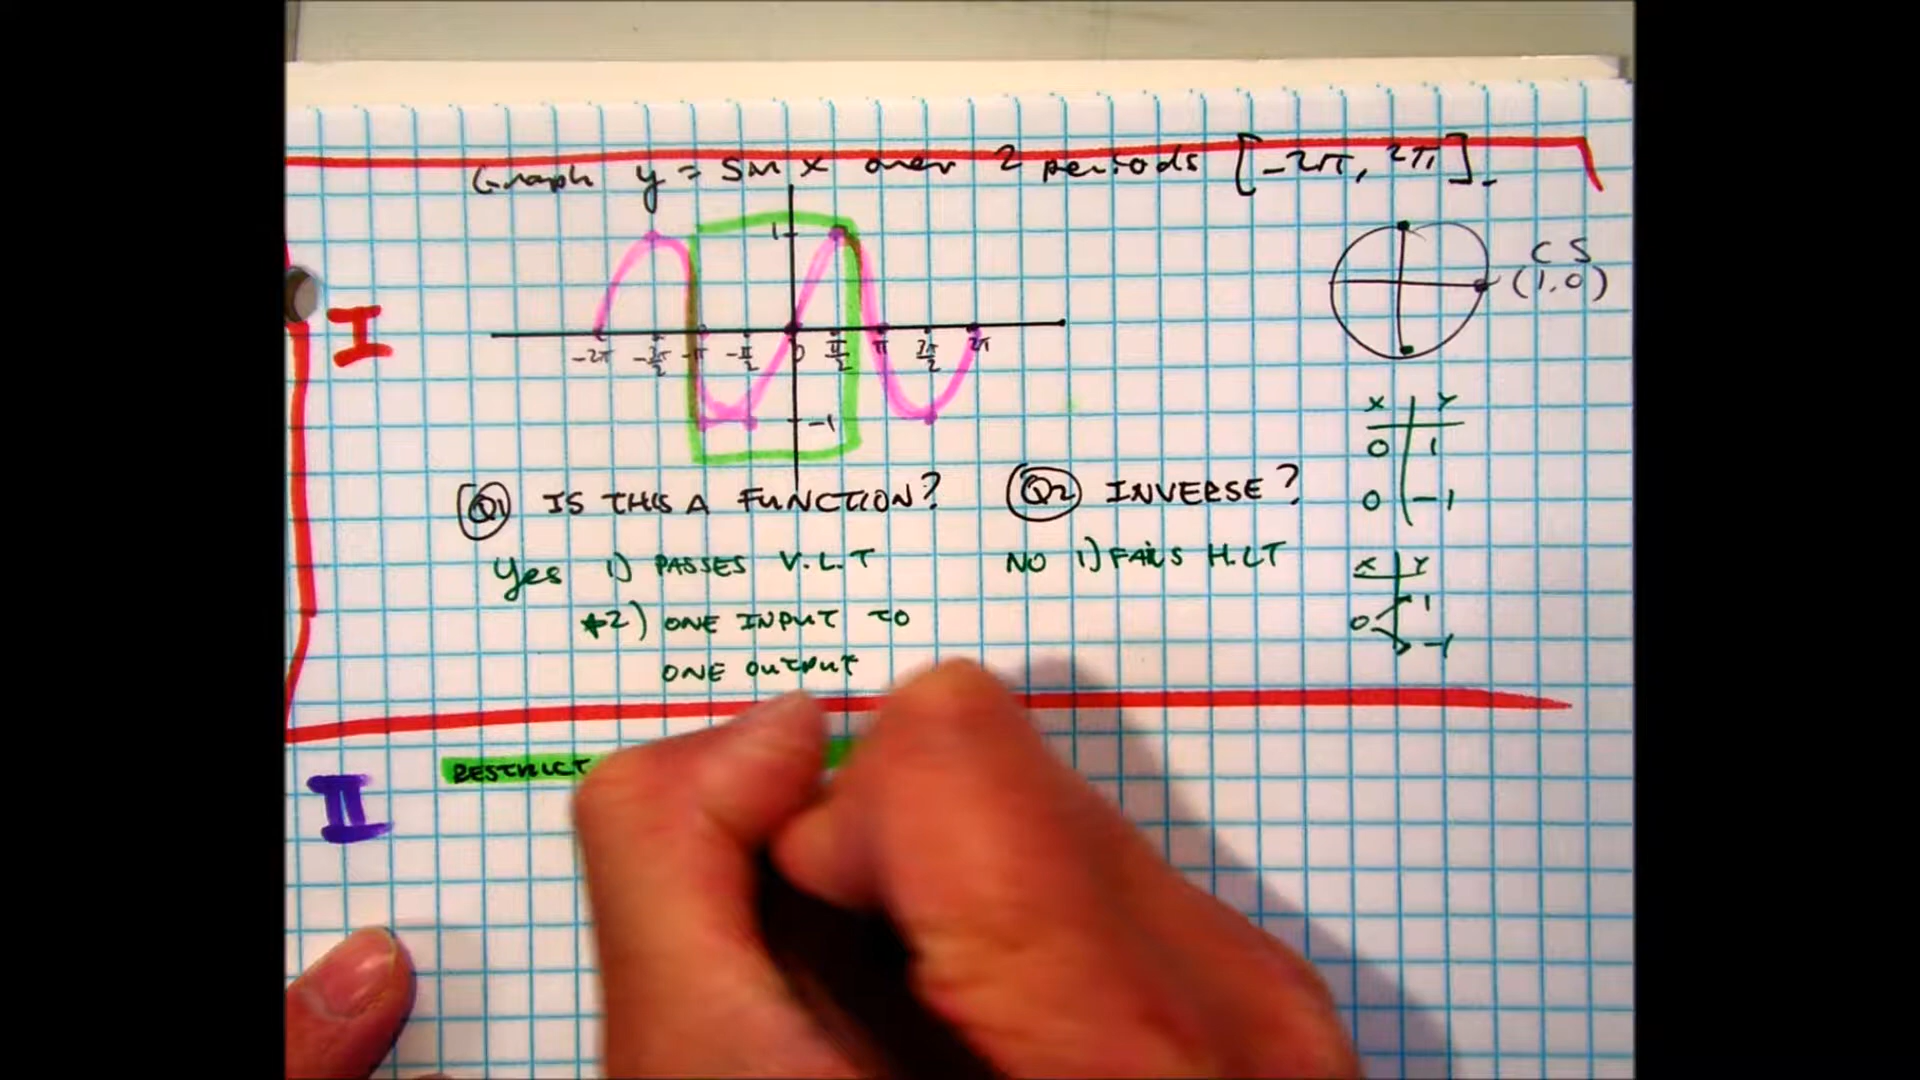 Graph y = sin x over 2 periods [-2π, 2π].
C S
(1,0)
1
I
-2π -3π/2 -π -π/2 0 π/2 π 3π/2 2π
-1
X Y
0 1
0 -1
Q1 IS THIS A FUNCTION?
Q2 INVERSE?
Yes 1) PASSES V.L.T
NO 1) FAILS H.LT
*2) ONE INPUT TO
ONE OUTPUT
X Y
0 1
-1
II
RESTRICT